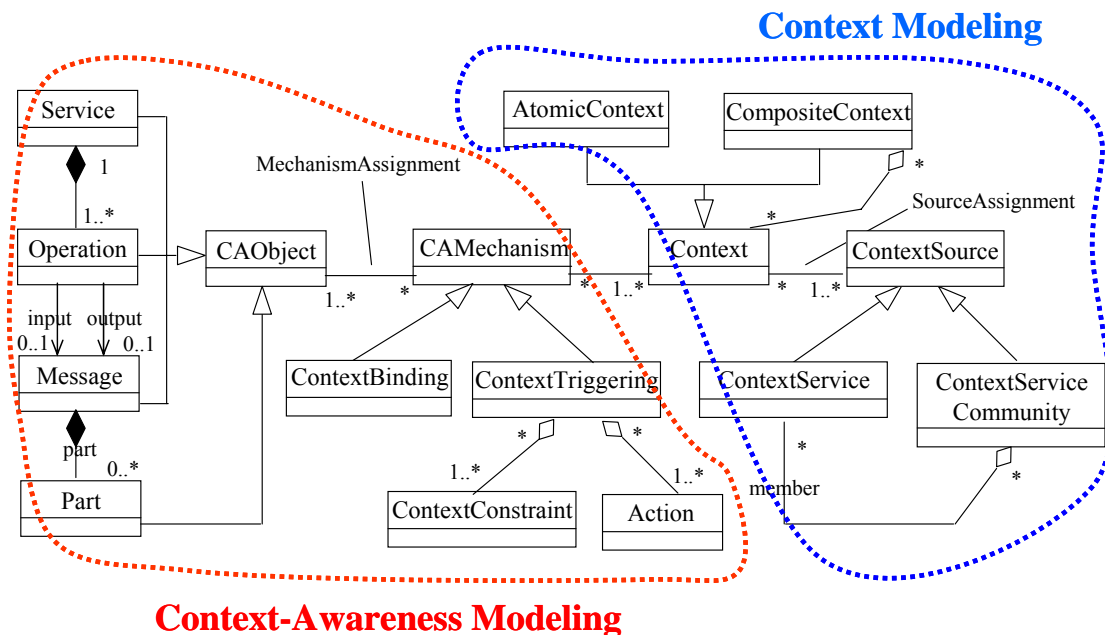 Context Modeling
AtomicContext
CompositeContext
Service
1
MechanismAssignment
*
SourceAssignment
1..*
*
Operation
CAObject
CAMechanism
Context
ContextSource
1..*
*
*
1..*
*
1..*
input
output
0..1
0..1
Message
ContextBinding
ContextTriggering
ContextService
ContextService
Community
part
0..*
*
*
*
*
1..*
1..*
member
Part
ContextConstraint
Action
Context-Awareness Modeling